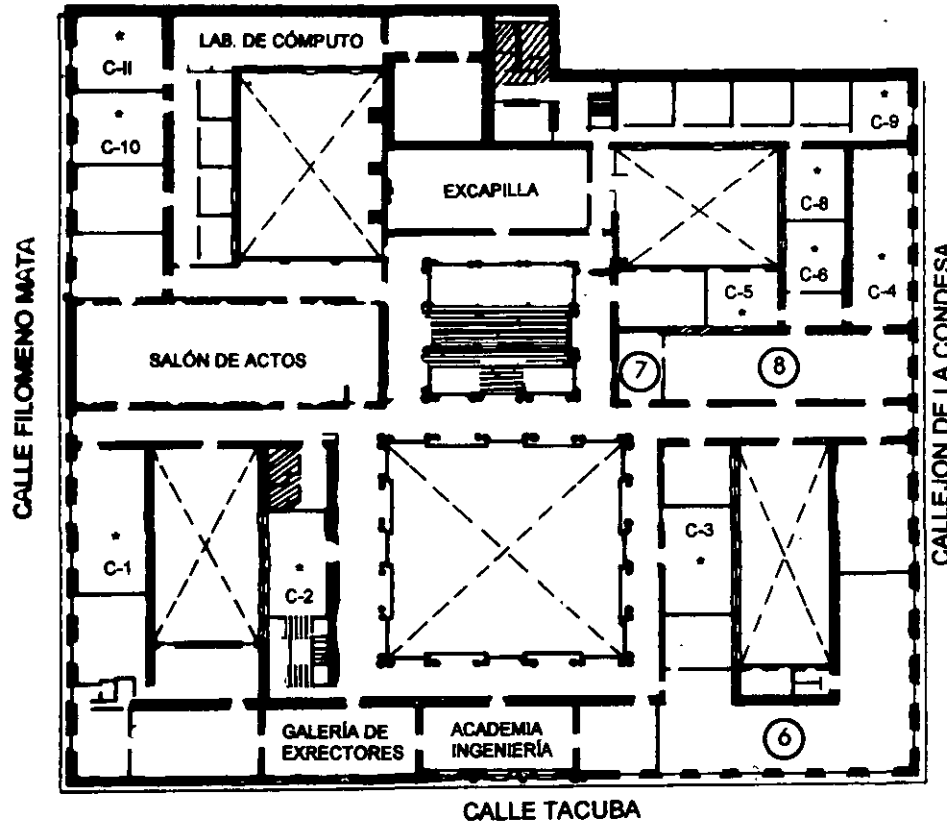 LAB. DE CÓMPUTO
*
C-II
*
C-10
*
C-9
EXCAPILLA
*
C-8
*
C-6
*
C-4
C-5
*
CALLE FILOMENO MATA
SALÓN DE ACTOS
7
8
CALLEJON DE LA CONDESA
*
C-1
*
C-2
C-3
*
GALERÍA DE
EXRECTORES
ACADEMIA
INGENIERÍA
6
CALLE TACUBA